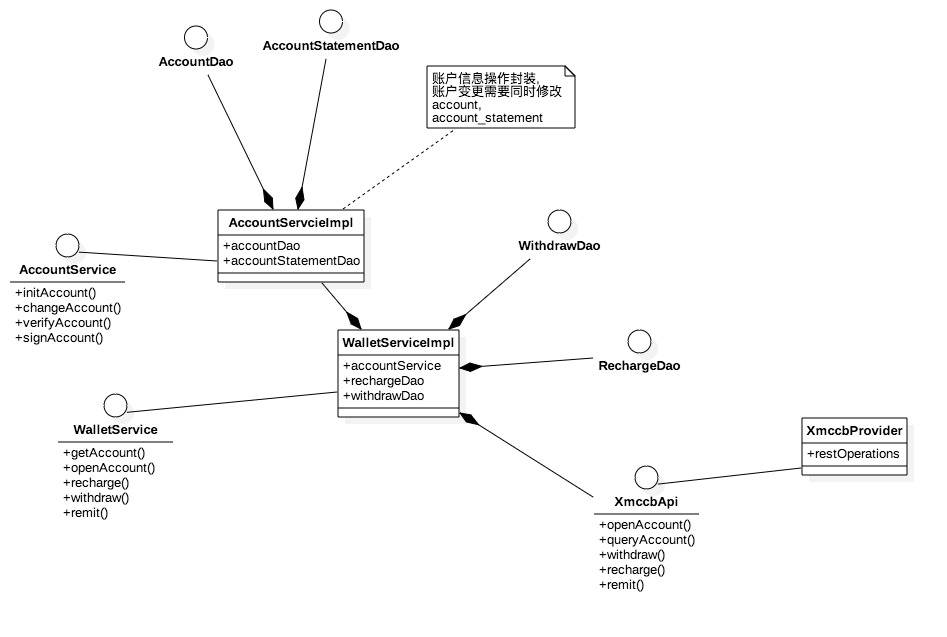 AccountDao
AccountStatementDao
账户信息操作封装,
账户变更需要同时修改
account,
account_statement
AccountServcieImpl
+accountDao
+accountStatementDao
AccountService
+initAccount()
+changeAccount()
+verifyAccount()
+signAccount()
WithdrawDao
WalletServiceImpl
+accountService
+rechargeDao
+withdrawDao
RechargeDao
WalletService
+getAccount()
+openAccount()
+recharge()
+withdraw()
+remit()
XmccbProvider
+restOperations
XmccbApi
+openAccount()
+queryAccount()
+withdraw()
+recharge()
+remit()